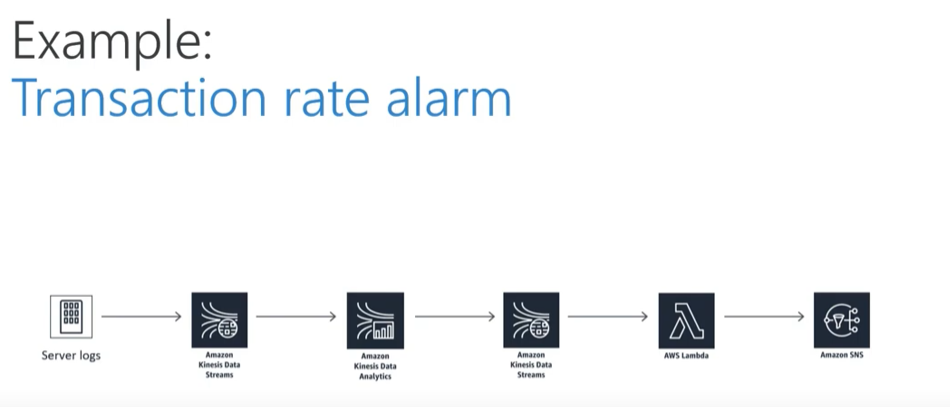 Example:
Transaction rate alarm
Server logs
Amazon
Kinesis Data
Streams
Amazon
Kinesis Data
Analytics
Amazon
Kinesis Data
Streams
AWS Lambda
Amazon SNS